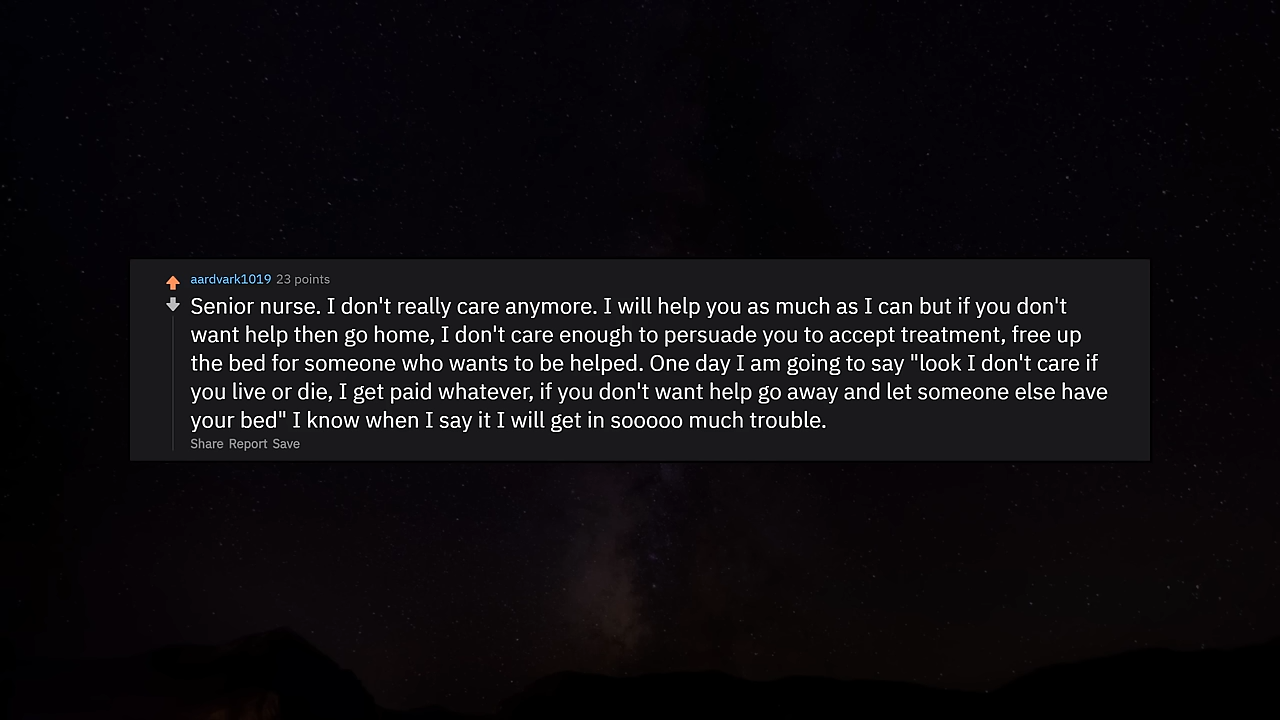 aardvark1019 23 points
Senior nurse. I don't really care anymore. I will help you as much as I can but if you don't
want help then go home, I don't care enough to persuade you to accept treatment, free up
the bed for someone who wants to be helped. One day I am going to say "look I don't care if
you live or die, I get paid whatever, if you don't want help go away and let someone else have
your bed" I know when I say it I will get in sooooo much trouble.
Share Report Save